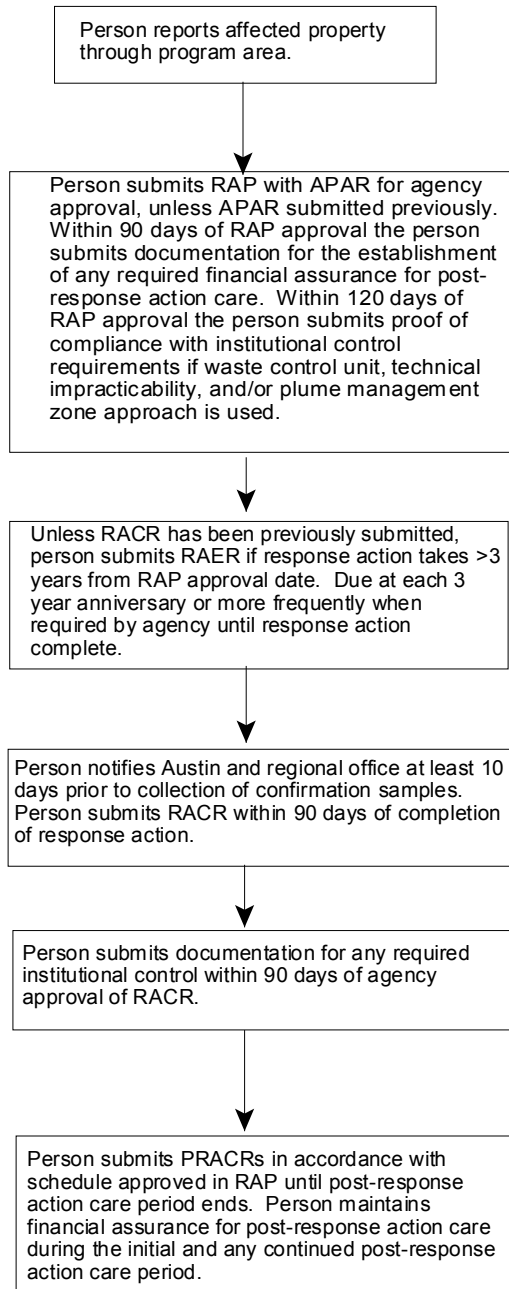 Person reports affected property
through program area.
Person submits RAP with APAR for agency
approval, unless APAR submitted previously.
Within 90 days of RAP approval the person
submits documentation for the establishment
of any required financial assurance for post-
response action care.  Within 120 days of
RAP approval the person submits proof of
compliance with institutional control
requirements if waste control unit, technical
impracticability, and/or plume management
zone approach is used.
Unless RACR has been previously submitted,
person submits RAER if response action takes >3
years from RAP approval date.  Due at each 3
year anniversary or more frequently when
required by agency until response action
complete.
Person notifies Austin and regional office at least 10
days prior to collection of confirmation samples.
Person submits RACR within 90 days of completion
of response action.
Person submits documentation for any required
institutional control within 90 days of agency
approval of RACR.
Person submits PRACRs in accordance with
schedule approved in RAP until post-response
action care period ends.  Person maintains
financial assurance for post-response action care
during the initial and any continued post-response
action care period.